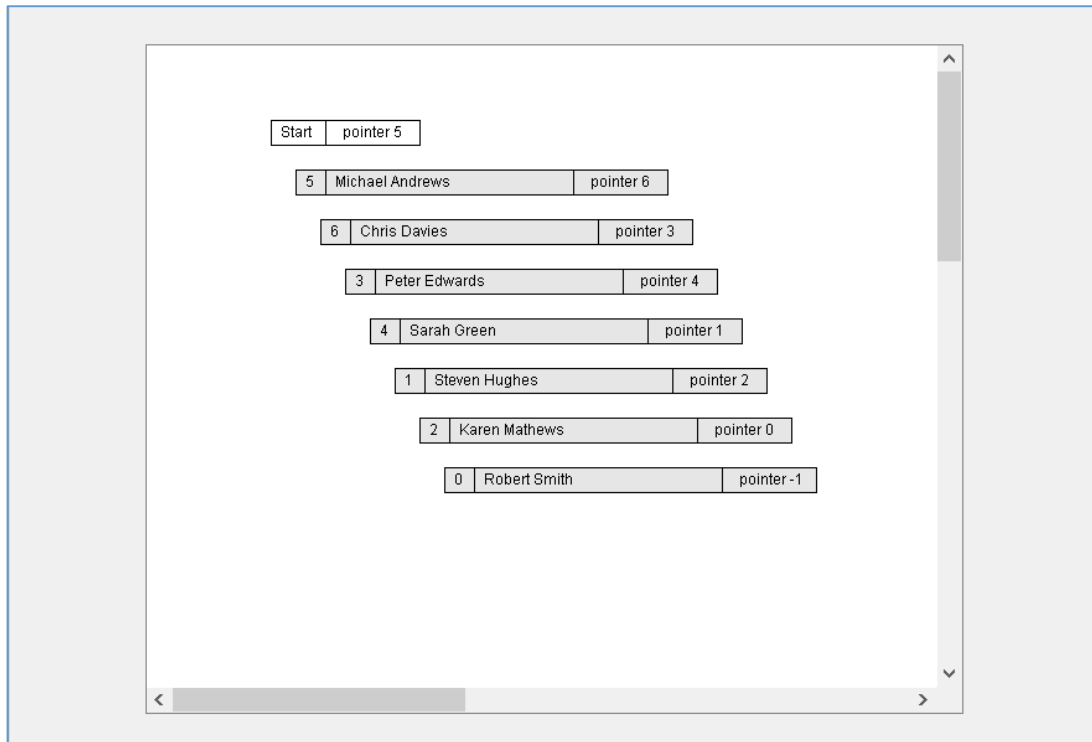 Start pointer 5
5 Michael Andrews pointer 6
6 Chris Davies pointer 3
3 Peter Edwards pointer 4
4 Sarah Green pointer 1
1 Steven Hughes pointer 2
2 Karen Mathews pointer 0
0 Robert Smith pointer -1